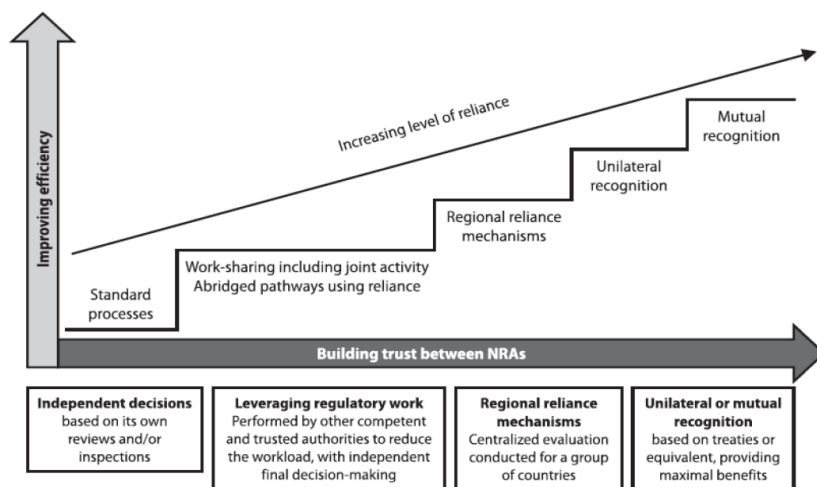 Improving efficiency
Increasing level of reliance
Mutual
recognition
Unilateral
recognition
Regional reliance
mechanisms
Work-sharing including joint activity
Abridged pathways using reliance
Standard
processes
Building trust between NRAs
Independent decisions
based on its own
reviews and/or
inspections
Leveraging regulatory work
Performed by other competent
and trusted authorities to reduce
the workload, with independent
final decision-making
Regional reliance
mechanisms
Centralized evaluation
conducted for a group
of countries
Unilateral or mutual
recognition
based on treaties or
equivalent, providing
maximal benefits